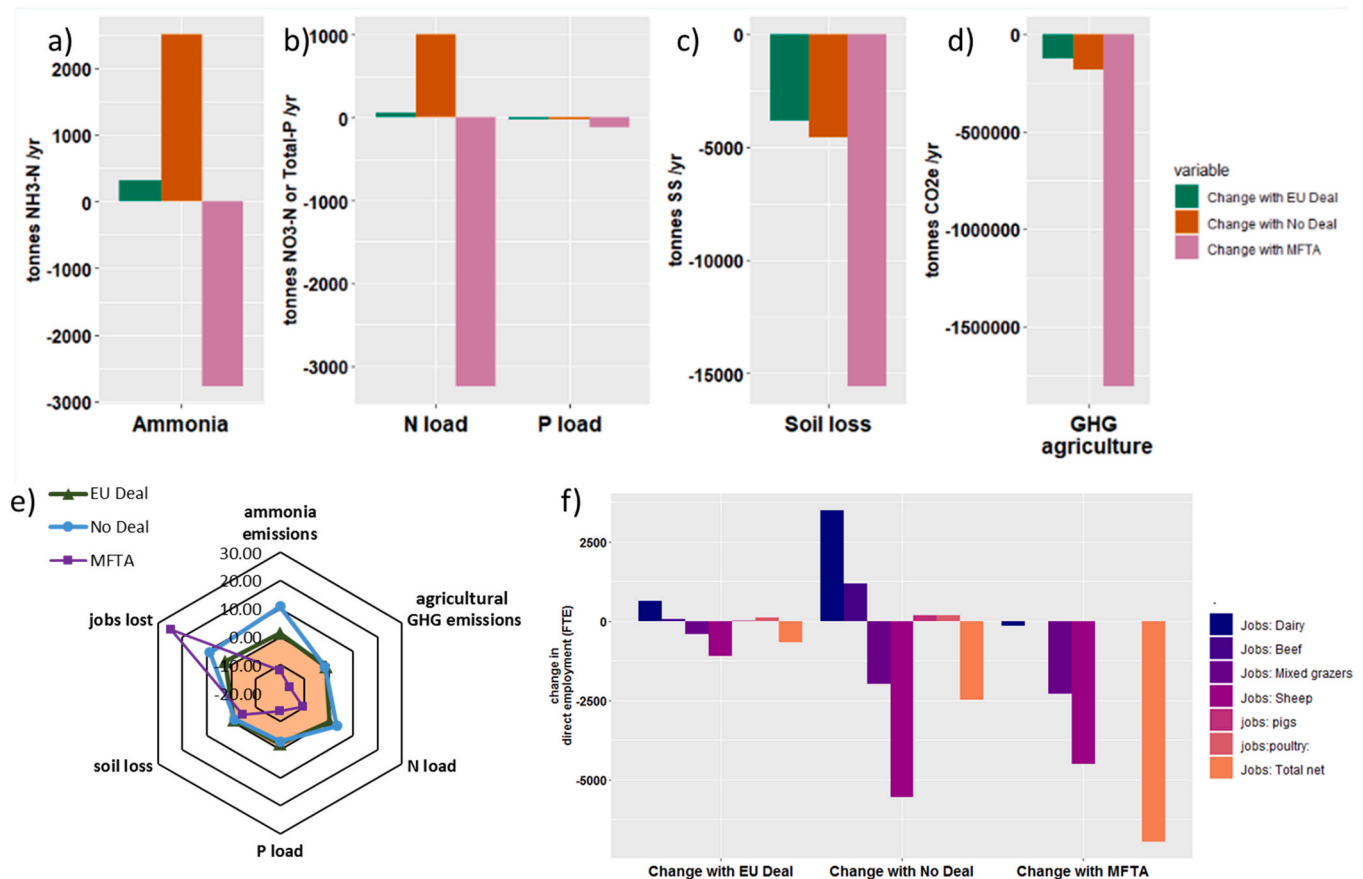 a)
tonnes NH3-N /yr
2000
1000
0
-1000
-2000
-3000
Ammonia
b)
tonnes NO3-N or Total-P /yr
1000
0
-1000
-2000
-3000
N load
P load
c)
tonnes SS /yr
0
-5000
-10000
-15000
Soil loss
d)
tonnes CO2e /yr
0
-500000
-1000000
-1500000
GHG
agriculture
variable
Change with EU Deal
Change with No Deal
Change with MFTA
e)
EU Deal
No Deal
MFTA
ammonia
emissions
30.00
20.00
10.00
0.00
-10.00
-20.00
agricultural
GHG emissions
N load
P load
soil loss
jobs lost
f)
change in
direct employment (FTE)
2500
0
-2500
-5000
Change with EU Deal
Change with No Deal
Change with MFTA
.
Jobs: Dairy
Jobs: Beef
Jobs: Mixed grazers
Jobs: Sheep
jobs: pigs
jobs:poultry:
Jobs: Total net